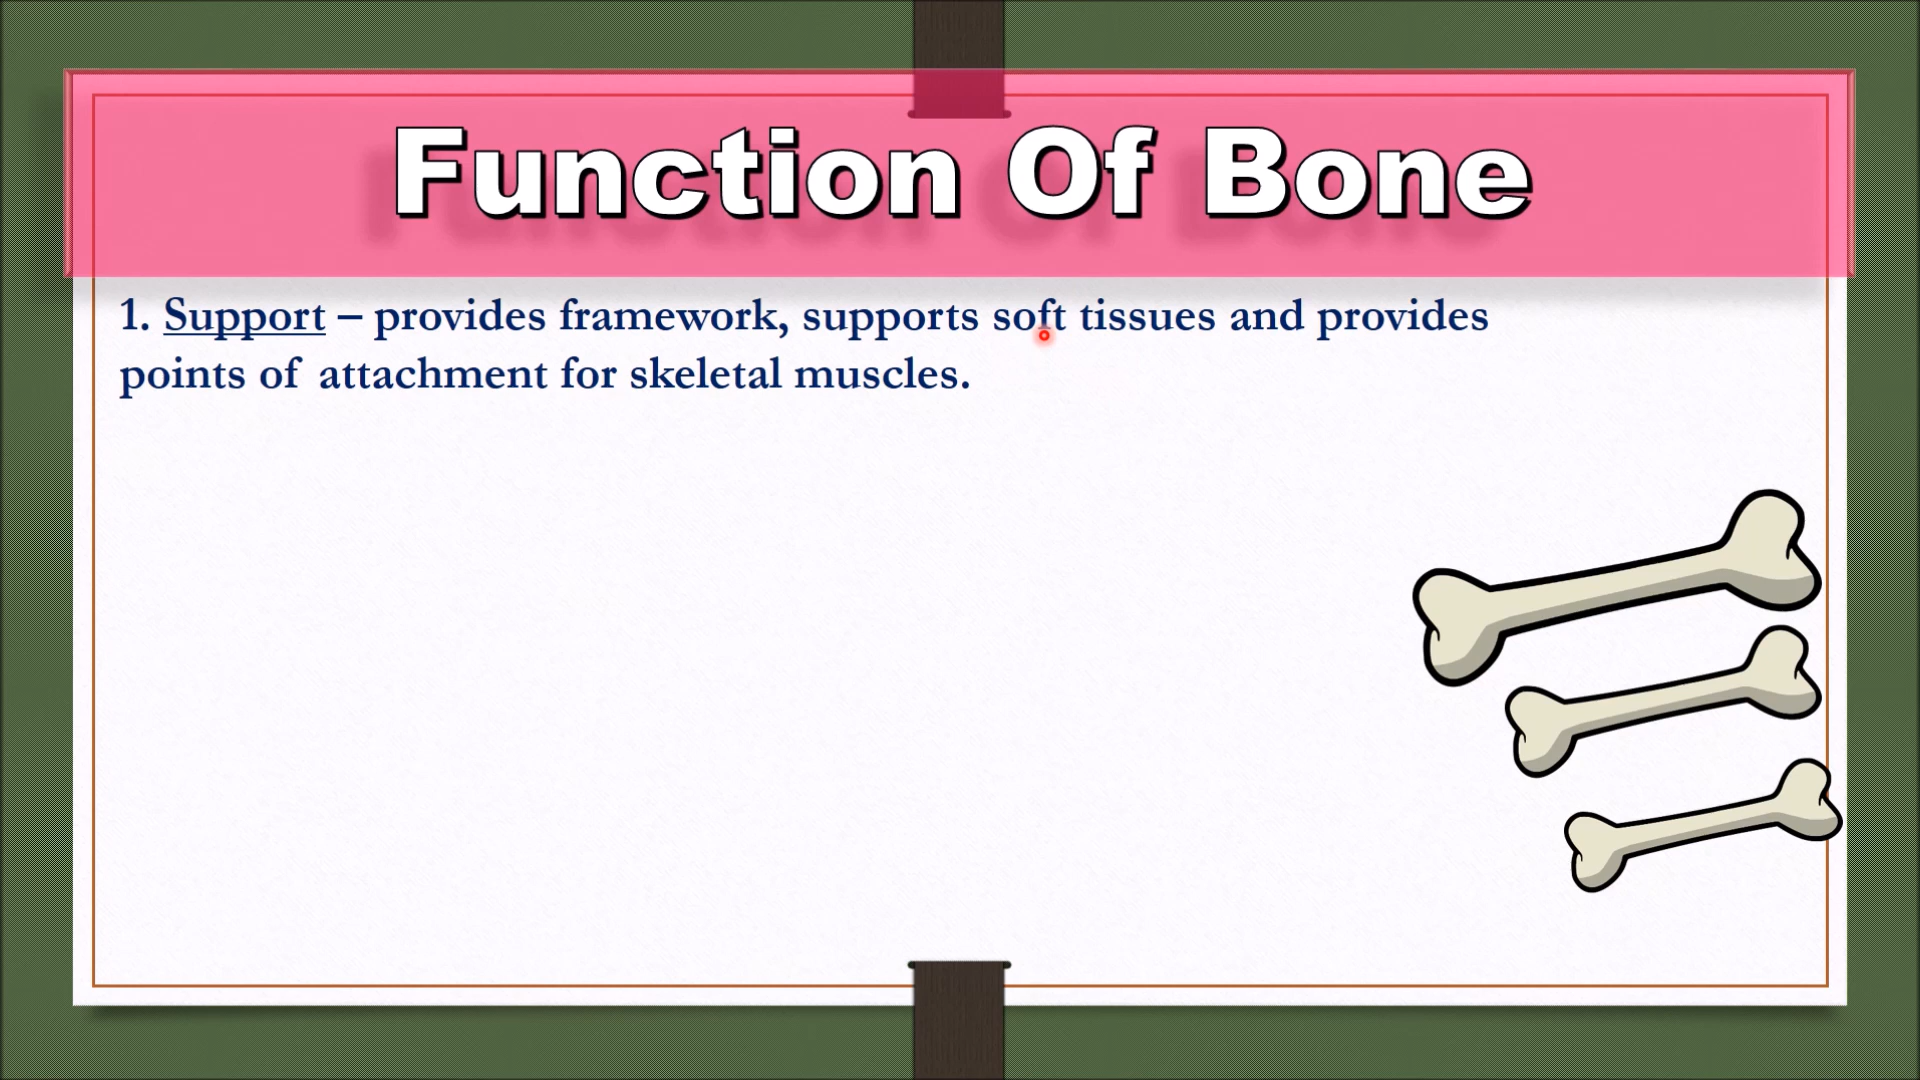 Function Of Bone
1. Support – provides framework, supports soft tissues and provides
points of attachment for skeletal muscles.